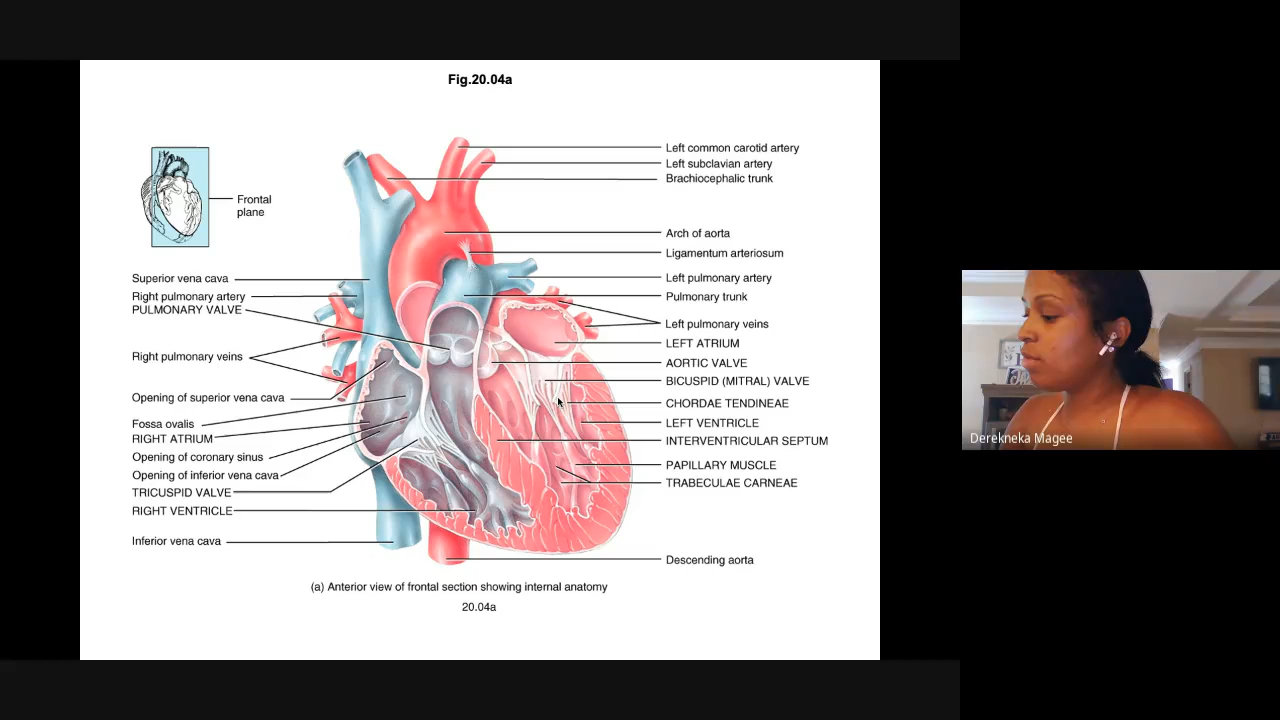 Fig.20.04a
Frontal
plane
Superior vena cava
Right pulmonary artery
PULMONARY VALVE
Right pulmonary veins
Opening of superior vena cava
Fossa ovalis
RIGHT ATRIUM
Opening of coronary sinus
Opening of inferior vena cava
TRICUSPID VALVE
RIGHT VENTRICLE
Inferior vena cava
Left common carotid artery
Left subclavian artery
Brachiocephalic trunk
Arch of aorta
Ligamentum arteriosum
Left pulmonary artery
Pulmonary trunk
Left pulmonary veins
LEFT ATRIUM
AORTIC VALVE
BICUSPID (MITRAL) VALVE
CHORDAE TENDINEAE
LEFT VENTRICLE
INTERVENTRICULAR SEPTUM
PAPILLARY MUSCLE
TRABECULAE CARNEAE
Descending aorta
(a) Anterior view of frontal section showing internal anatomy
20.04a
Derekneka Magee